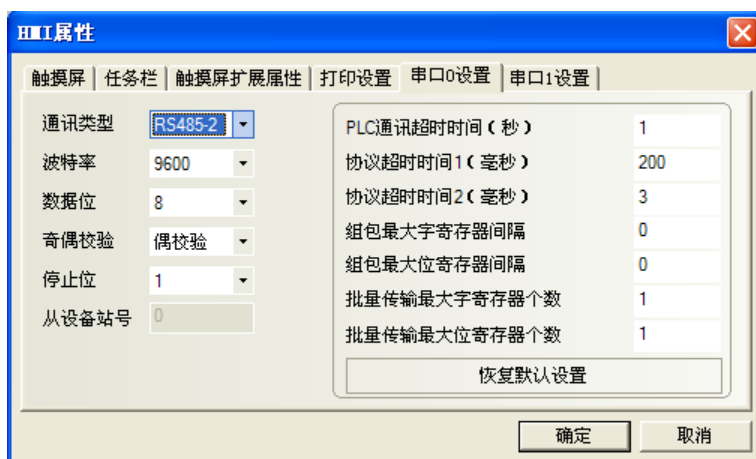 HMI属性
触摸屏 任务栏 触摸屏扩展属性 打印设置 串口0设置 串口1设置
通讯类型 RS485-2
波特率 9600
数据位 8
奇偶校验 偶校验
停止位 1
从设备站号 0
PLC通讯超时时间(秒) 1
协议超时时间1(毫秒) 200
协议超时时间2(毫秒) 3
组包最大字寄存器间隔 0
组包最大位寄存器间隔 0
批量传输最大字寄存器个数 1
批量传输最大位寄存器个数 1
恢复默认设置
确定 取消